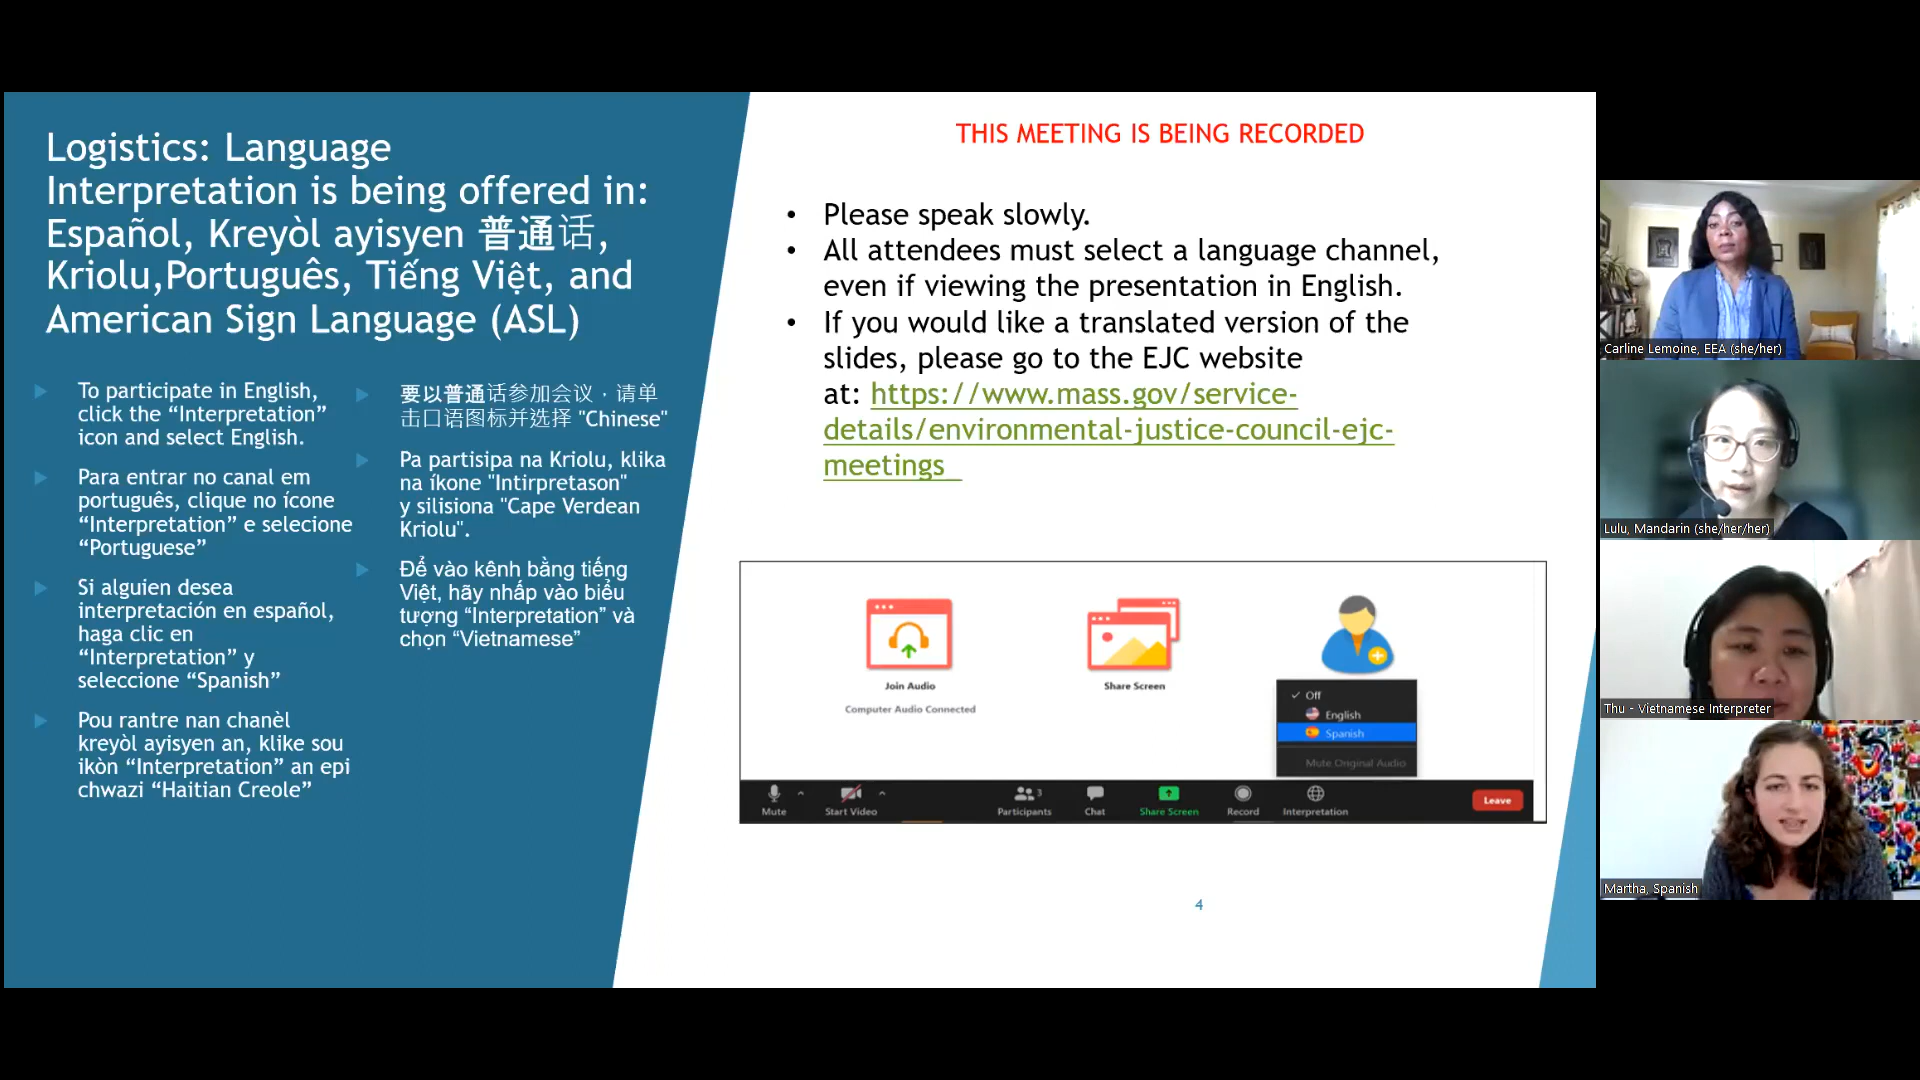 Logistics: Language
Interpretation is being offered in:
Español, Kreyòl ayisyen 普通话,
Kriolu,Português, Tiếng Việt, and
American Sign Language (ASL)
To participate in English,
click the “Interpretation”
icon and select English.
Para entrar no canal em
português, clique no ícone
“Interpretation” e selecione
“Portuguese”
Si alguien desea
interpretación en español,
haga clic en
“Interpretation” y
seleccione “Spanish”
Pou rantre nan chanèl
kreyòl ayisyen an, klike sou
ikòn “Interpretation” an epi
chwazi “Haitian Creole”
要以普通话参加会议，请单
击口语图标并选择 "Chinese"
Pa partisipa na Kriolu, klika
na íkone "Intirpretason"
y silisiona "Cape Verdean
Kriolu".
Để vào kênh bằng tiếng
Việt, hãy nhấp vào biểu
tượng “Interpretation” và
chọn “Vietnamese”
THIS MEETING IS BEING RECORDED
• Please speak slowly.
• All attendees must select a language channel,
even if viewing the presentation in English.
• If you would like a translated version of the
slides, please go to the EJC website
at: https://www.mass.gov/service-
details/environmental-justice-council-ejc-
meetings
Join Audio
Computer Audio Connected
Share Screen
Off
English
Spanish
Mute Original Audio
Mute
Start Video
Participants
3
Chat
Share Screen
Record
Interpretation
Leave
4
Carline Lemoine, EEA (she/her)
Lulu, Mandarin (she/her/her)
Thu - Vietnamese Interpreter
Martha, Spanish